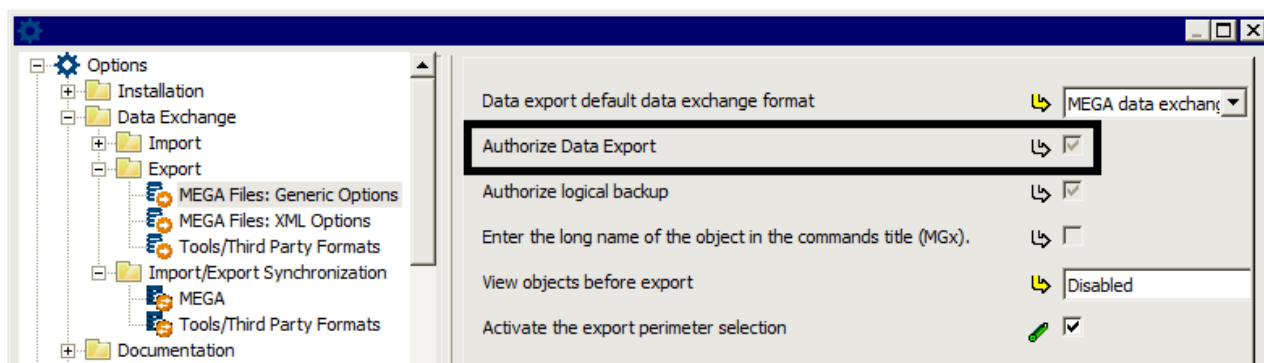 Options
Installation
Data Exchange
Import
Export
MEGA Files: Generic Options
MEGA Files: XML Options
Tools/Third Party Formats
Import/Export Synchronization
MEGA
Tools/Third Party Formats
Documentation
Data export default data exchange format
MEGA data exchang
Authorize Data Export
Authorize logical backup
Enter the long name of the object in the commands title (MGx).
View objects before export
Disabled
Activate the export perimeter selection